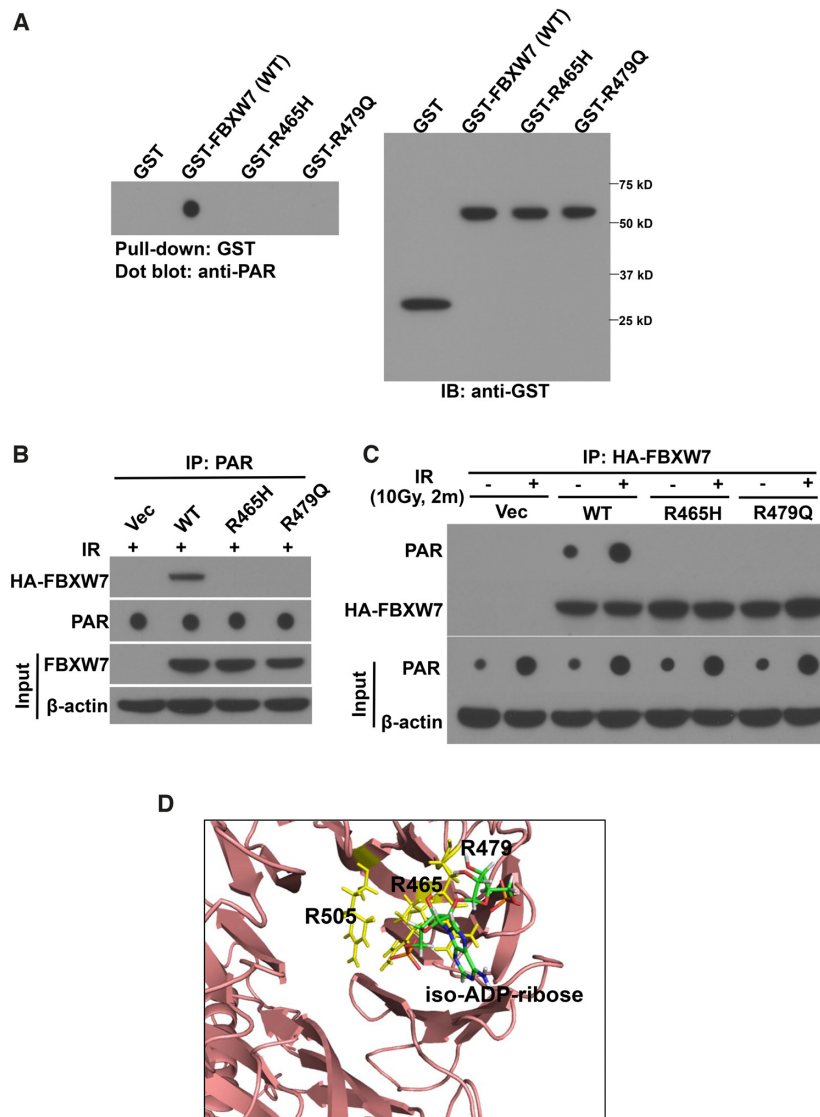 A
GST
GST-FBXW7 (WT)
GST-R465H
GST-R479Q
Pull-down: GST
Dot blot: anti-PAR
GST
GST-FBXW7 (WT)
GST-R465H
GST-R479Q
75 kD
50 kD
37 kD
25 kD
IB: anti-GST
B
IP: PAR
Vec
WT
R465H
R479Q
IR + + + +
HA-FBXW7
PAR
Input
FBXW7
β-actin
C
IP: HA-FBXW7
IR - + - + - + - +
(10Gy, 2m)
Vec WT R465H R479Q
PAR
HA-FBXW7
Input
PAR
β-actin
D
R479
R465
R505
iso-ADP-ribose